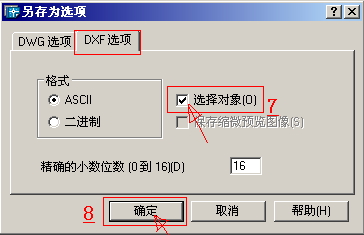 另存为选项
DWG 选项
DXF 选项
格式
ASCII
二进制
选择对象(O)
7
保存缩微预览图像(S)
精确的小数位数 (0 到 16)(D)
16
8
确定
取消
帮助(H)